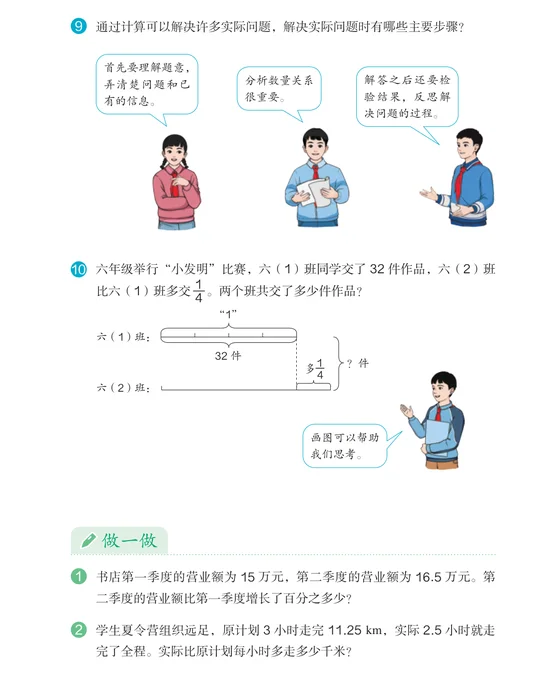 9 通过计算可以解决许多实际问题，解决实际问题时有哪些主要步骤？
首先要理解题意，
弄清楚问题和已
有的信息。
分析数量关系
很重要。
解答之后还要检
验结果，反思解
决问题的过程。
10 六年级举行“小发明”比赛，六（1）班同学交了 32 件作品，六（2）班
比六（1）班多交1/4。两个班共交了多少件作品？
“1”
六（1）班：
32 件
多1/4
？件
六（2）班：
画图可以帮助
我们思考。
做一做
1 书店第一季度的营业额为 15 万元，第二季度的营业额为 16.5 万元。第
二季度的营业额比第一季度增长了百分之多少？
2 学生夏令营组织远足，原计划 3 小时走完 11.25 km，实际 2.5 小时就走
完了全程。实际比原计划每小时多走多少千米？